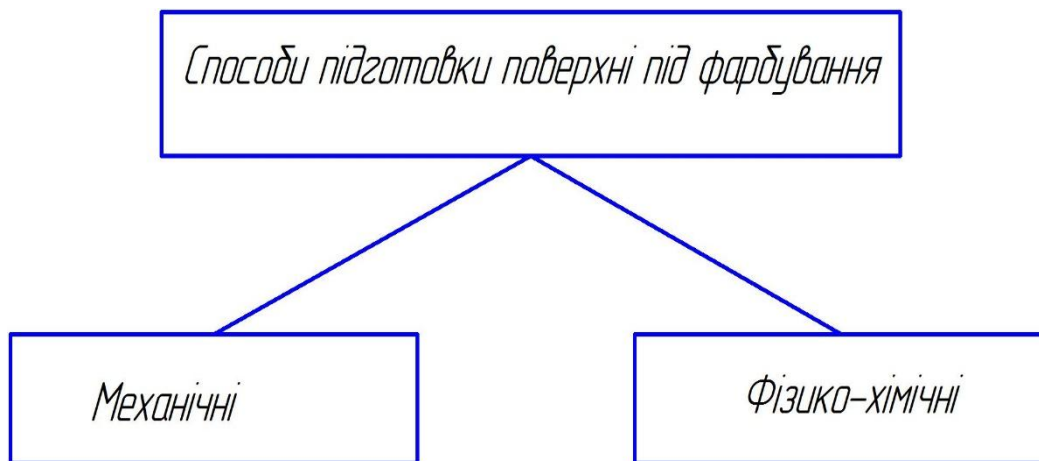 Способи підготовки поверхні під фарбування
Механічні
Фізико-хімічні